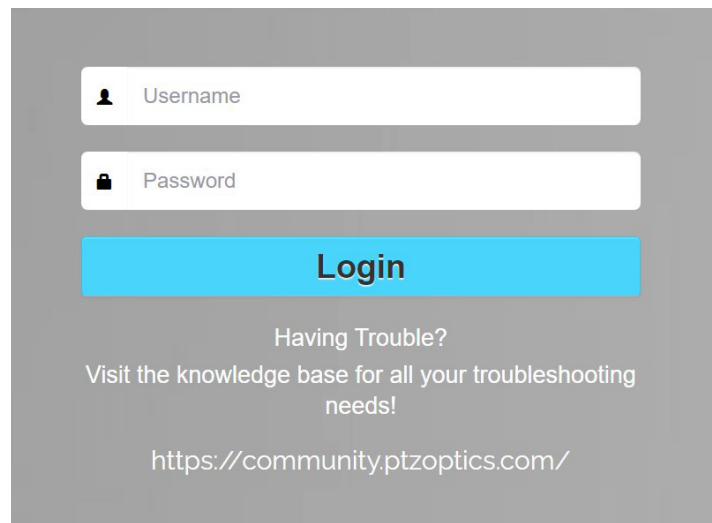 Username
Password
Login
Having Trouble?
Visit the knowledge base for all your troubleshooting
needs!
https://community.ptzoptics.com/